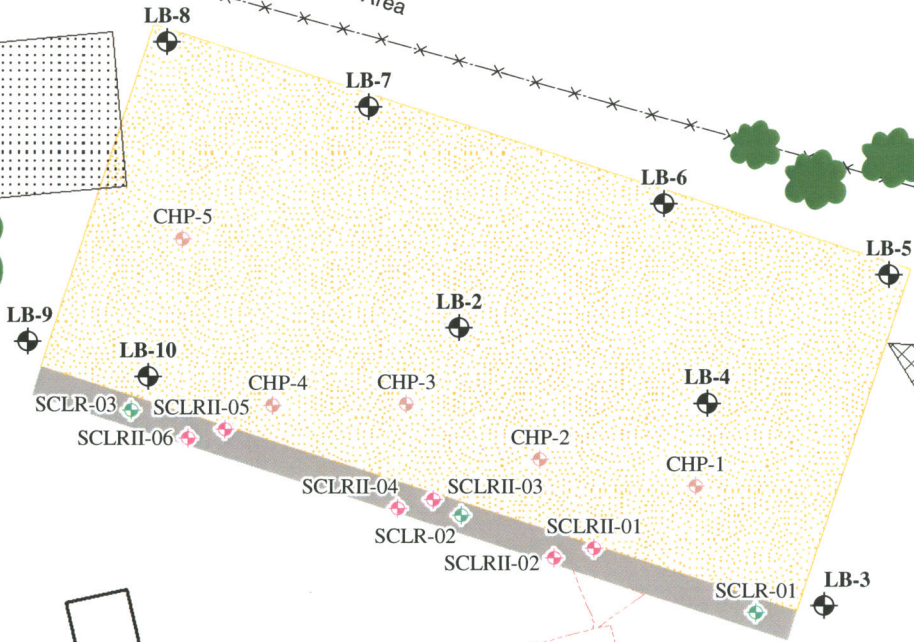 Area
LB-8
LB-7
LB-6
CHP-5
LB-5
LB-2
LB-9
LB-10
CHP-4
CHP-3
LB-4
SCLR-03
SCLRII-05
SCLRII-06
CHP-2
CHP-1
SCLRII-04
SCLRII-03
SCLR-02
SCLRII-01
SCLRII-02
LB-3
SCLR-01